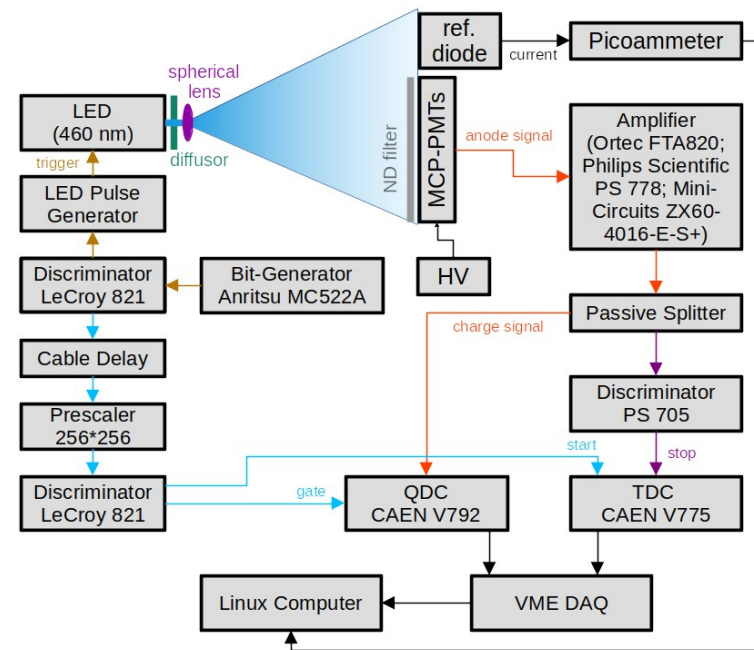 ref.
diode
current
Picoammeter
spherical
lens
LED
(460 nm)
diffusor
trigger
ND filter
MCP-PMTs
anode signal
Amplifier
(Ortec FTA820;
Philips Scientific
PS 778; Mini-
Circuits ZX60-
4016-E-S+)
LED Pulse
Generator
HV
Discriminator
LeCroy 821
Bit-Generator
Anritsu MC522A
charge signal
Passive Splitter
Cable Delay
Discriminator
PS 705
Prescaler
256*256
start
stop
Discriminator
LeCroy 821
gate
QDC
CAEN V792
TDC
CAEN V775
Linux Computer
VME DAQ